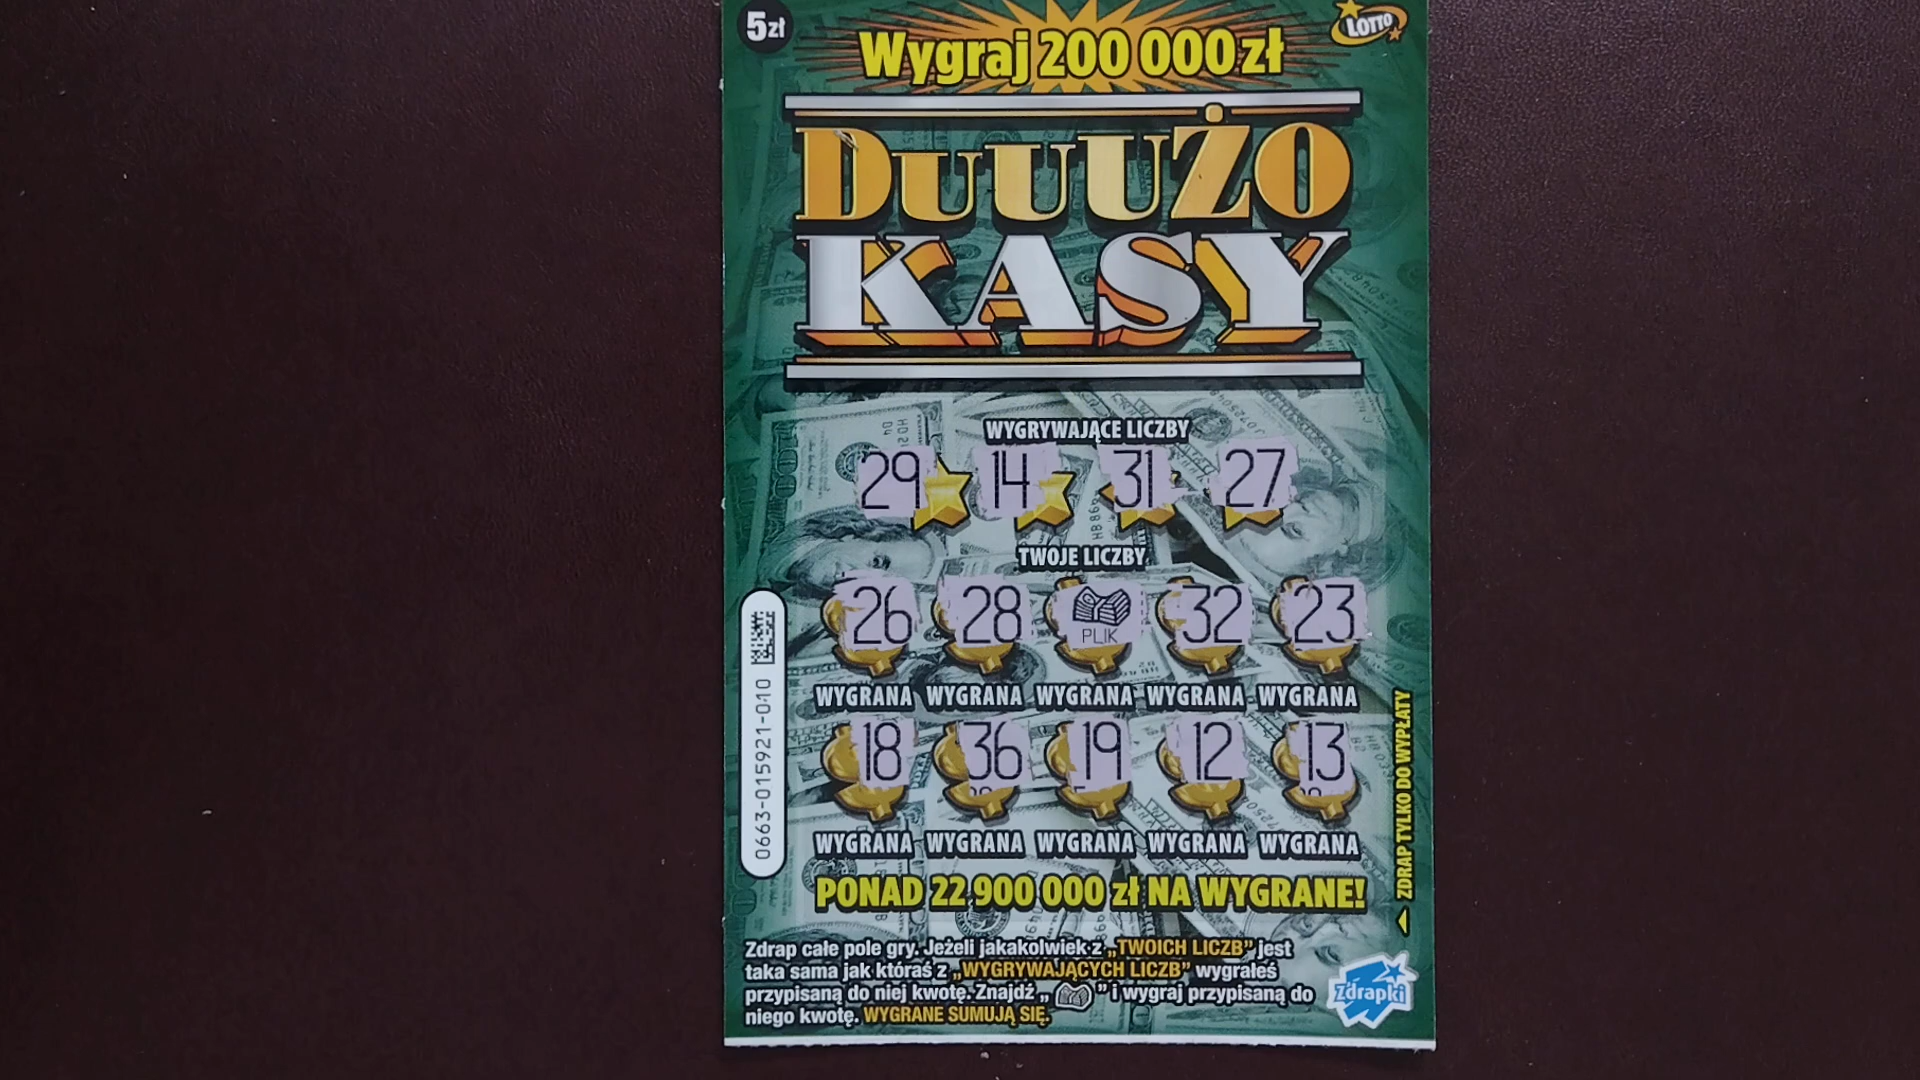 5zł
Wygraj 200 000 zł
LOTTO
DUUUŻO
KASY
WYGRYWAJĄCE LICZBY
29 14 31 27
TWOJE LICZBY
26 28 PLIK 32 23
WYGRANA WYGRANA WYGRANA WYGRANA WYGRANA
18 36 19 12 13
WYGRANA WYGRANA WYGRANA WYGRANA WYGRANA
0663-015921-010
ZDRAP TYLKO DO WYPŁATY
PONAD 22 900 000 zł NA WYGRANE!
Zdrap całe pole gry. Jeżeli jakakolwiek z „TWOICH LICZB” jest
taka sama jak któraś z „WYGRYWAJĄCYCH LICZB” wygrałeś
przypisaną do niej kwotę. Znajdź „ ” i wygraj przypisaną do
niego kwotę. WYGRANE SUMUJĄ SIĘ.
Zdrapki